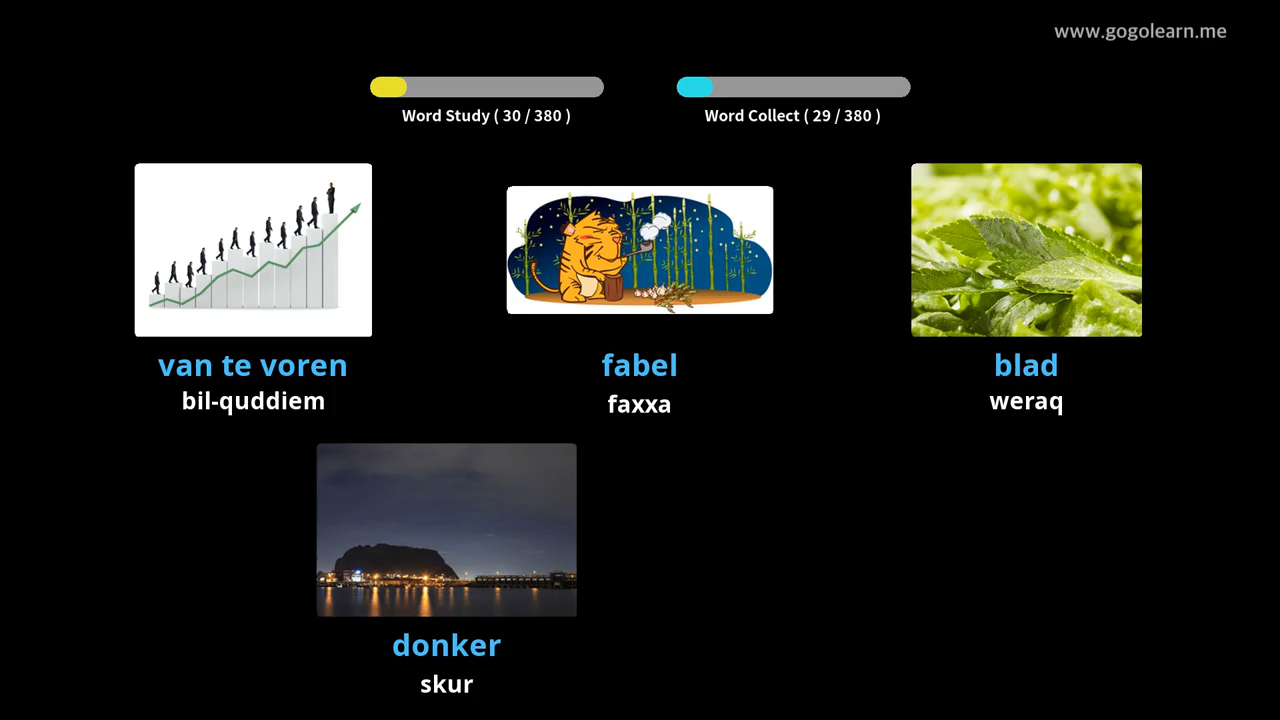 www.gogolearn.me
Word Study ( 30 / 380 )
Word Collect ( 29 / 380 )
van te voren
bil-quddiem
fabel
faxxa
blad
weraq
donker
skur